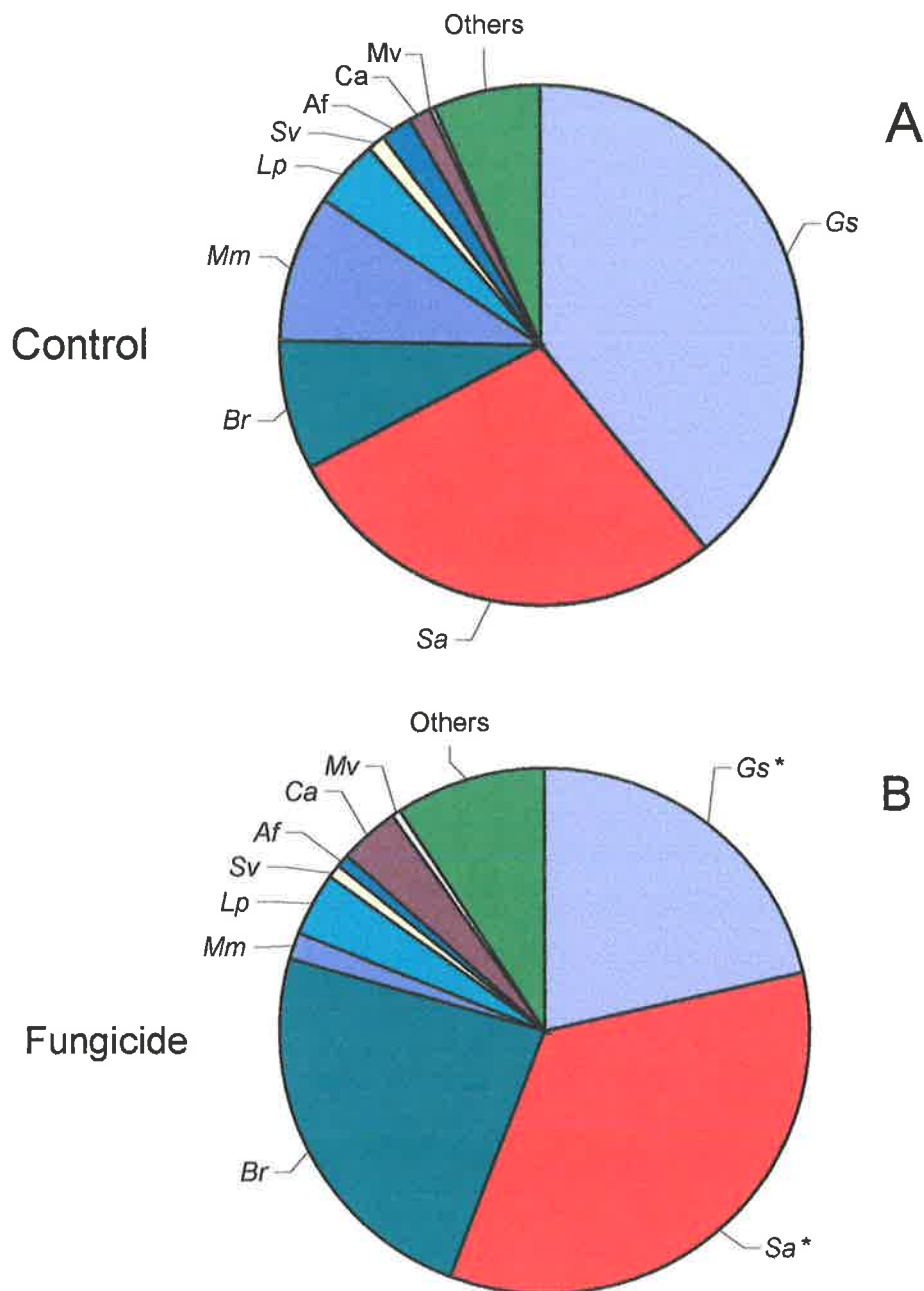 Others
Mv
Ca
Af
Sv
Lp
Mm
Br
Sa
Gs
A
Control
Others
Mv
Ca
Af
Sv
Lp
Mm
Br
Gs*
Sa*
B
Fungicide